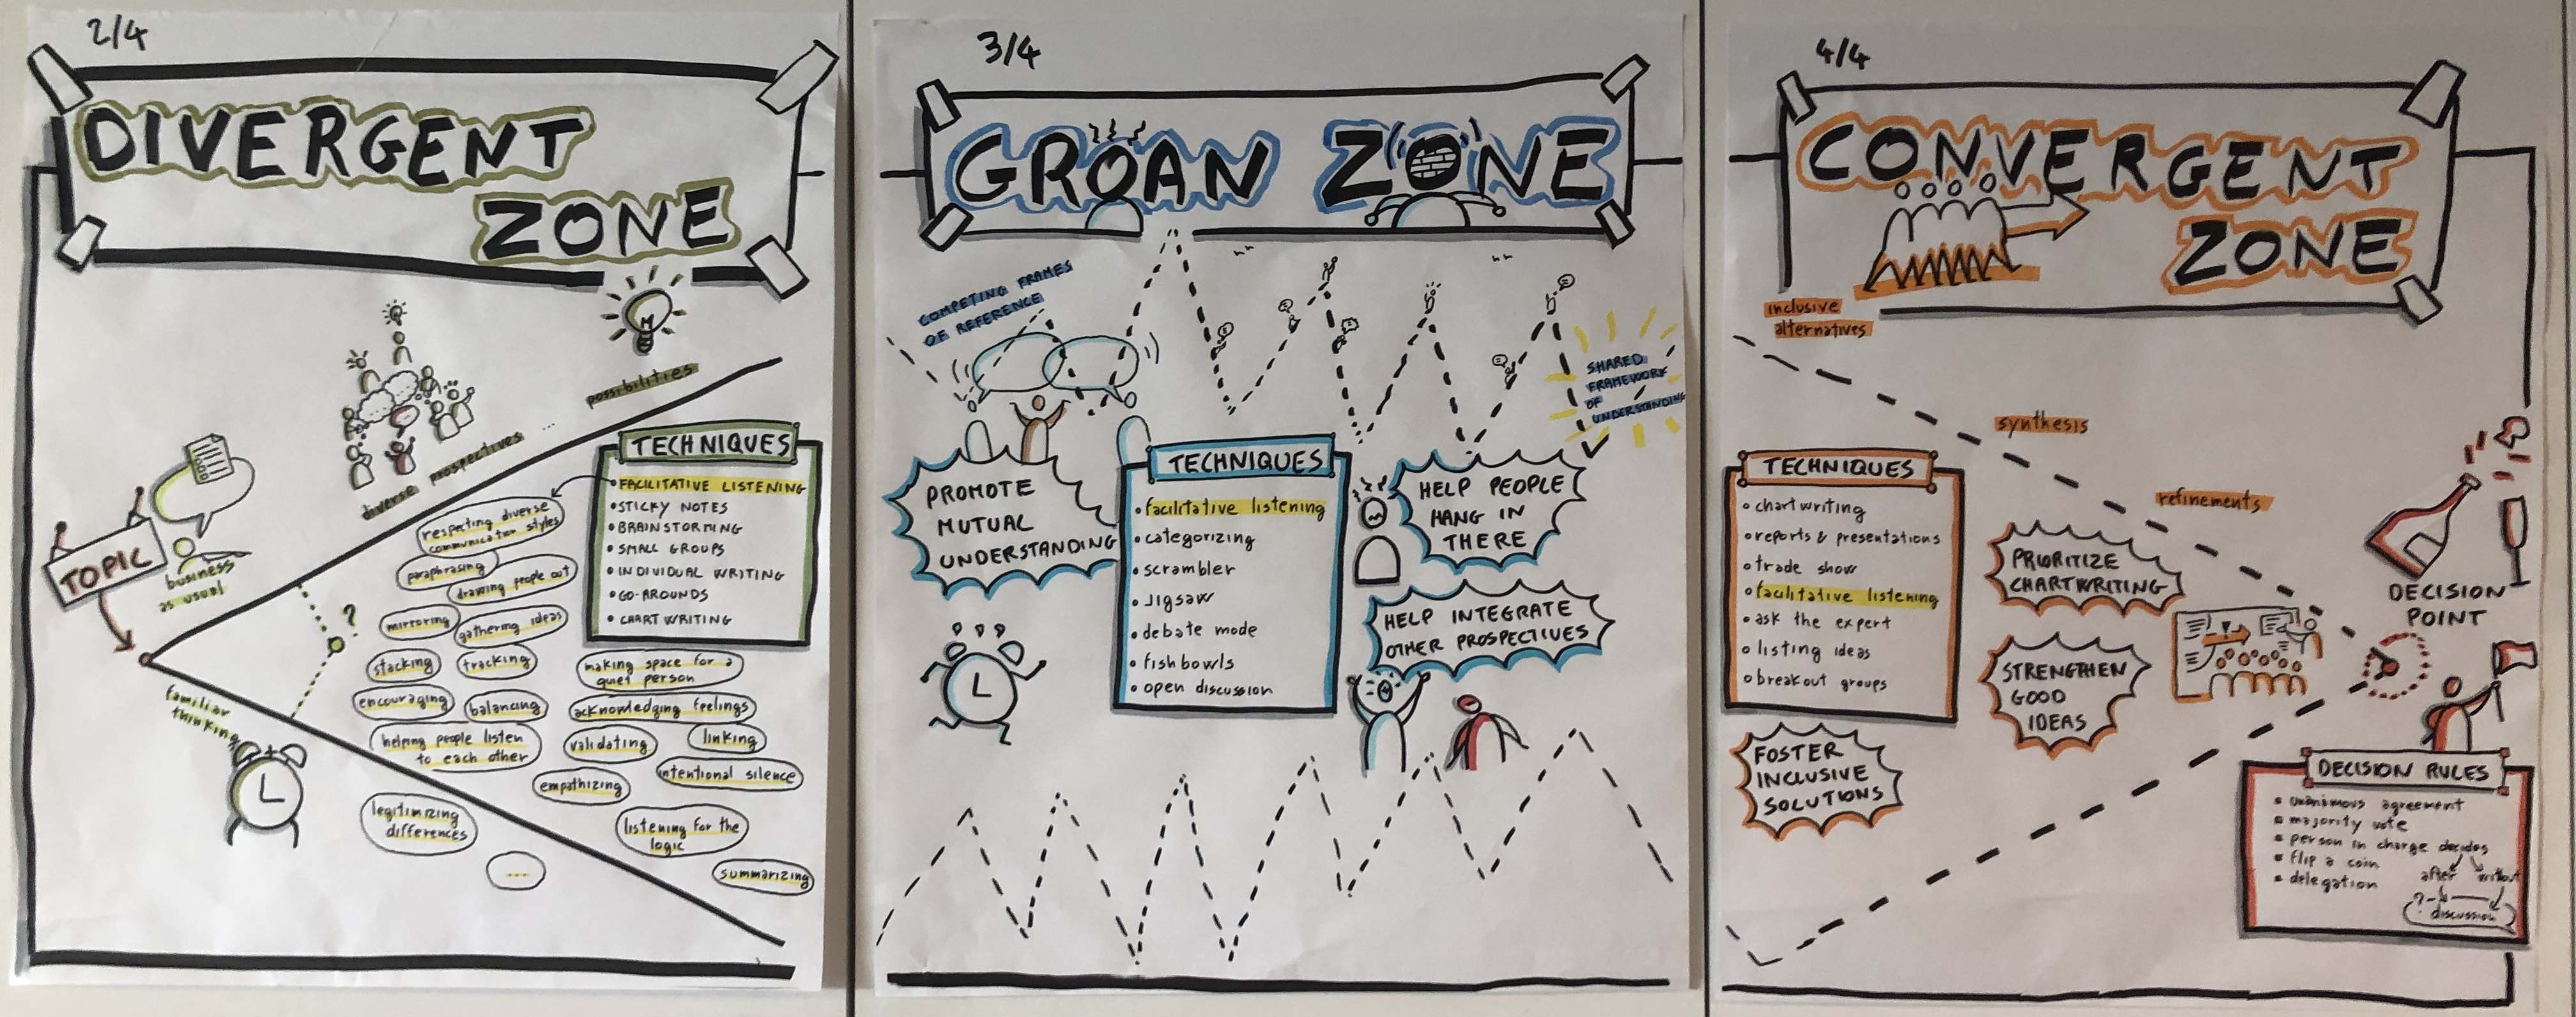 2/4
DIVERGENT
ZONE
possibilities
diverse prospectives ...
TOPIC
business
as usual
?
familiar
thinking
TECHNIQUES
• FACILITATIVE LISTENING
• STICKY NOTES
• BRAINSTORMING
• SMALL GROUPS
• INDIVIDUAL WRITING
• GO-AROUNDS
• CHART WRITING
respecting diverse
communication styles
paraphrasing
drawing people out
mirroring
gathering ideas
stacking
tracking
making space for a
quiet person
encouraging
balancing
acknowledging feelings
helping people listen
to each other
validating
linking
empathizing
intentional silence
legitimizing
differences
listening for the
logic
...
summarizing
3/4
GROAN ZONE
COMPETING FRAMES
OF REFERENCE
SHARED
FRAMEWORK
OF
UNDERSTANDING
PROMOTE
MUTUAL
UNDERSTANDING
TECHNIQUES
• facilitative listening
• categorizing
• scrambler
• Jigsaw
• debate mode
• fishbowls
• open discussion
HELP PEOPLE
HANG IN
THERE
HELP INTEGRATE
OTHER PROSPECTIVES
4/4
CONVERGENT
ZONE
inclusive
alternatives
synthesis
refinements
TECHNIQUES
• chartwriting
• reports & presentations
• trade show
• facilitative listening
• ask the expert
• listing ideas
• breakout groups
PRIORITIZE
CHARTWRITING
STRENGTHEN
GOOD
IDEAS
FOSTER
INCLUSIVE
SOLUTIONS
DECISION
POINT
DECISION RULES
• unanimous agreement
• majority vote
• person in charge decides
• flip a coin
• delegation
after without
?
discussion